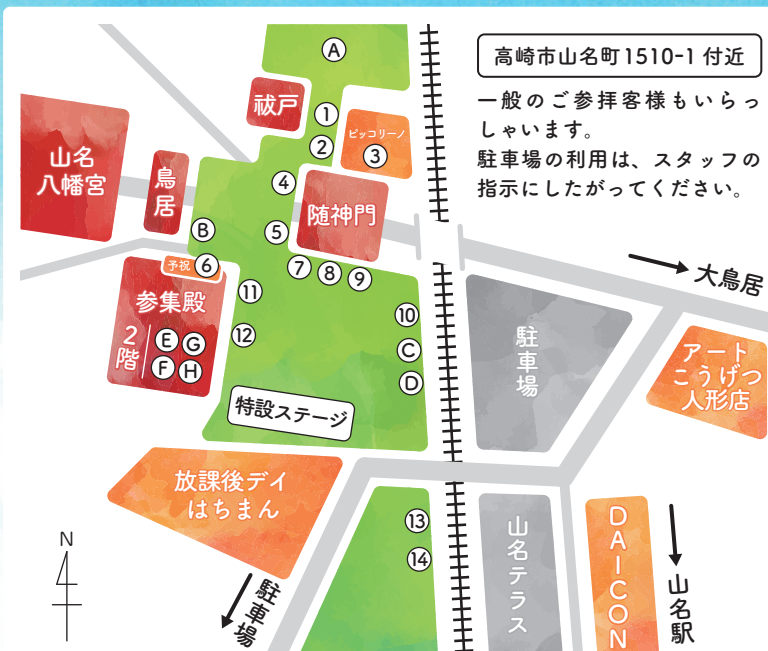 高崎市山名町1510-1 付近
一般のご参拝客様もいらっ
しゃいます。
駐車場の利用は、スタッフの
指示にしたがってください。
A
祓戸
①
②
ピッコリーノ
③
山名
八幡宮
鳥居
④
随神門
B
⑤
予祝
⑥
⑦
⑧
⑨
大鳥居
参集殿
2階
E
G
F
H
⑪
⑫
⑩
C
D
駐車場
アート
こうげつ
人形店
特設ステージ
放課後デイ
はちまん
⑬
⑭
山名テラス
DAICON
山名駅
駐車場
N